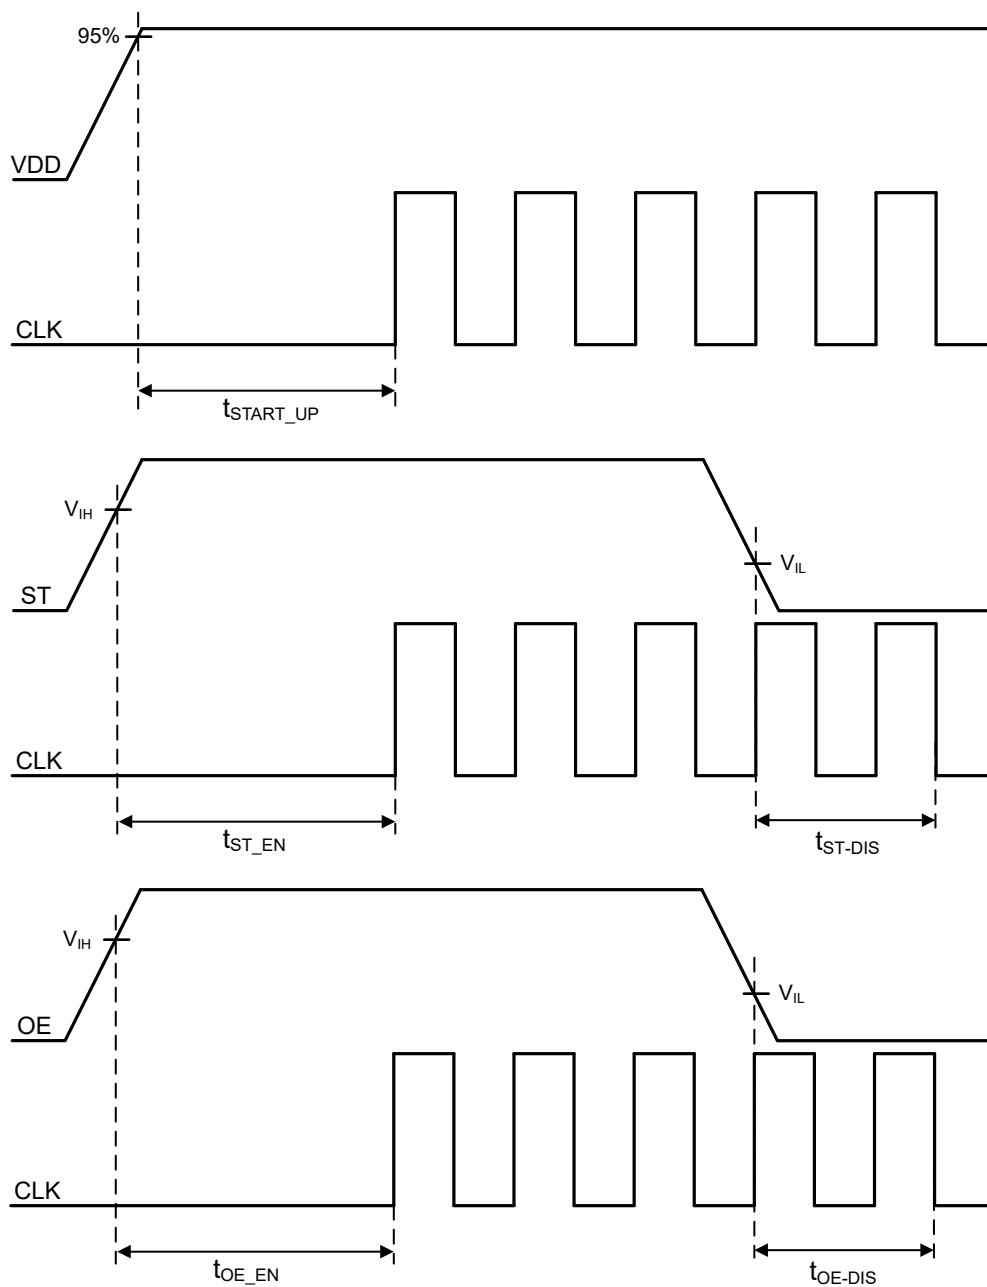 95%
VDD
CLK
tSTART_UP
VIH
VIL
ST
CLK
tST_EN
tST-DIS
VIH
VIL
OE
CLK
tOE_EN
tOE-DIS